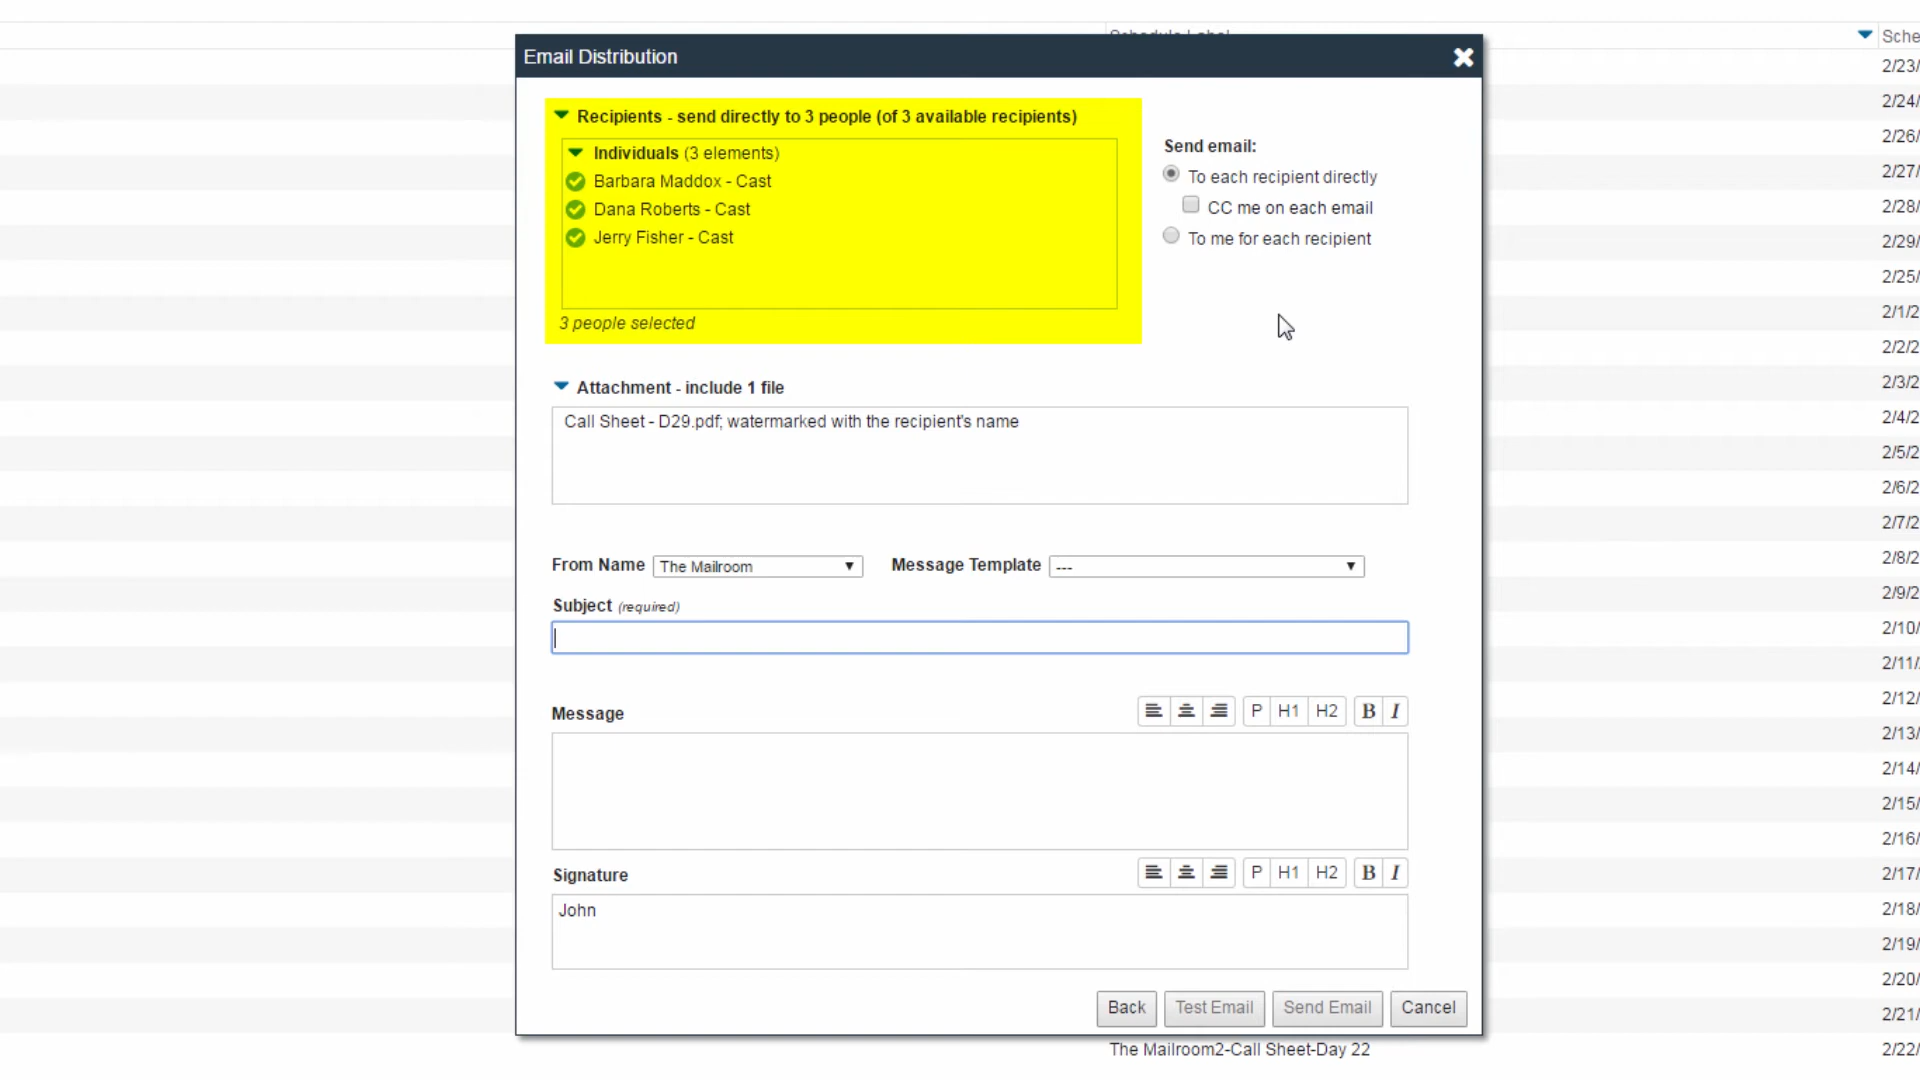 Sche
Email Distribution
Recipients - send directly to 3 people (of 3 available recipients)
Individuals (3 elements)
Barbara Maddox - Cast
Dana Roberts - Cast
Jerry Fisher - Cast
3 people selected
Send email:
To each recipient directly
CC me on each email
To me for each recipient
Attachment - include 1 file
Call Sheet - D29.pdf; watermarked with the recipient's name
From Name The Mailroom
Message Template ---
Subject (required)
Message
P H1 H2 B I
Signature
P H1 H2 B I
John
Back Test Email Send Email Cancel
The Mailroom2-Call Sheet-Day 22
2/23/
2/24/
2/26/
2/27/
2/28/
2/29/
2/25/
2/1/2
2/2/2
2/3/2
2/4/2
2/5/2
2/6/2
2/7/2
2/8/2
2/9/2
2/10/
2/11/
2/12/
2/13/
2/14/
2/15/
2/16/
2/17/
2/18/
2/19/
2/20/
2/21/
2/22/